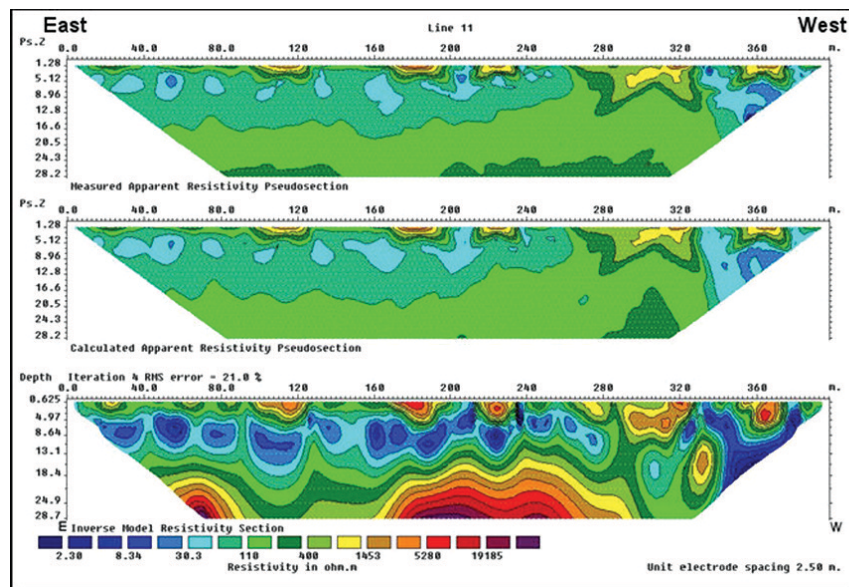 East Line 11 West
Ps.Z 0.0 40.0 80.0 120 160 200 240 280 320 360 m.
1.28
5.12
8.96
12.8
16.6
20.5
24.3
28.2
Measured Apparent Resistivity Pseudosection
Ps.Z 0.0 40.0 80.0 120 160 200 240 280 320 360 m.
1.28
5.12
8.96
12.8
16.6
20.5
24.3
28.2
Calculated Apparent Resistivity Pseudosection
Depth Iteration 4 RMS error = 21.0 %
0.0 40.0 80.0 120 160 200 240 280 320 360 m.
0.625
4.97
8.64
13.1
18.4
24.9
28.7
E Inverse Model Resistivity Section W
2.30 8.34 30.3 110 400 1453 5280 19185
Resistivity in ohm.m Unit electrode spacing 2.50 m.